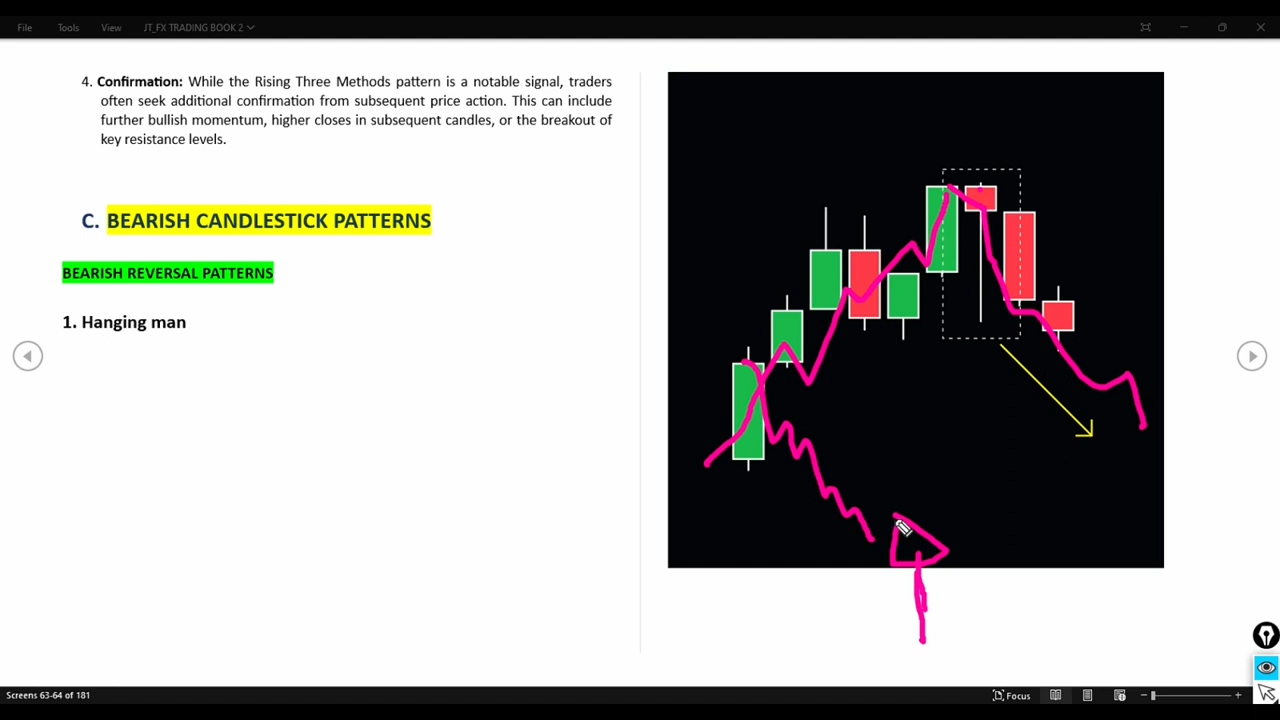 File Tools View JT_FX TRADING BOOK 2
4. Confirmation: While the Rising Three Methods pattern is a notable signal, traders
often seek additional confirmation from subsequent price action. This can include
further bullish momentum, higher closes in subsequent candles, or the breakout of
key resistance levels.
C. BEARISH CANDLESTICK PATTERNS
BEARISH REVERSAL PATTERNS
1. Hanging man
Screens 63-64 of 181 Focus